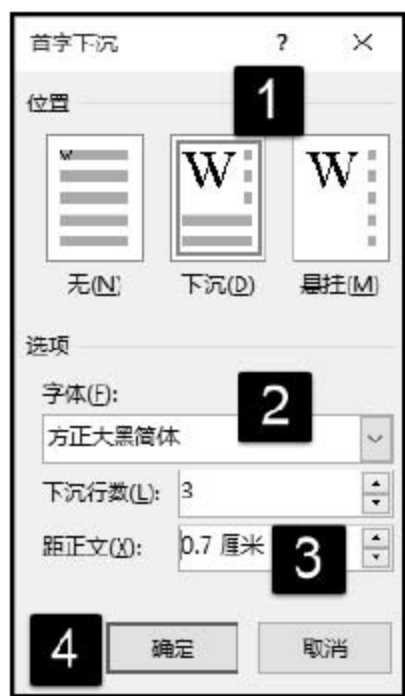 首字下沉 ? ×
1
位置
W W W
无(N) 下沉(D) 悬挂(M)
选项
字体(F):
2
方正大黑简体
下沉行数(L): 3
距正文(X): 0.7 厘米
3
4 确定 取消